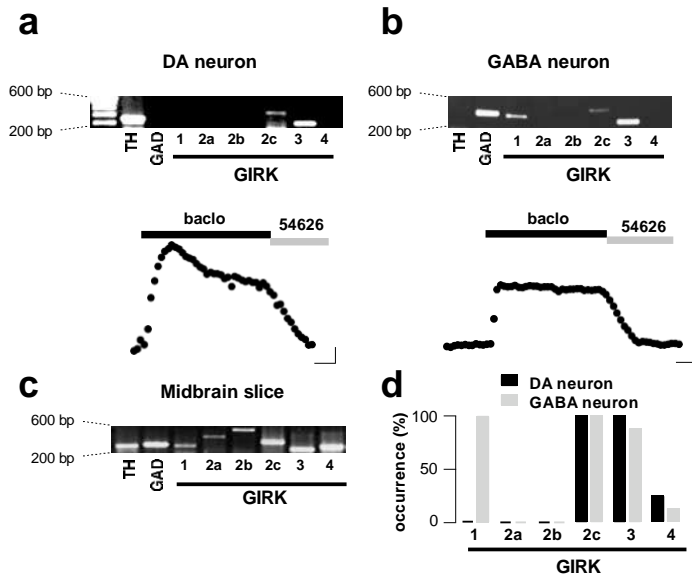 a
b
DA neuron
GABA neuron
600 bp
200 bp
TH
GAD
1 2a 2b 2c 3 4
GIRK
600 bp
200 bp
TH
GAD
1 2a 2b 2c 3 4
GIRK
baclo
54626
baclo
54626
c
Midbrain slice
600 bp
200 bp
TH
GAD
1 2a 2b 2c 3 4
GIRK
d
DA neuron
GABA neuron
occurrence (%)
100
50
0
1 2a 2b 2c 3 4
GIRK